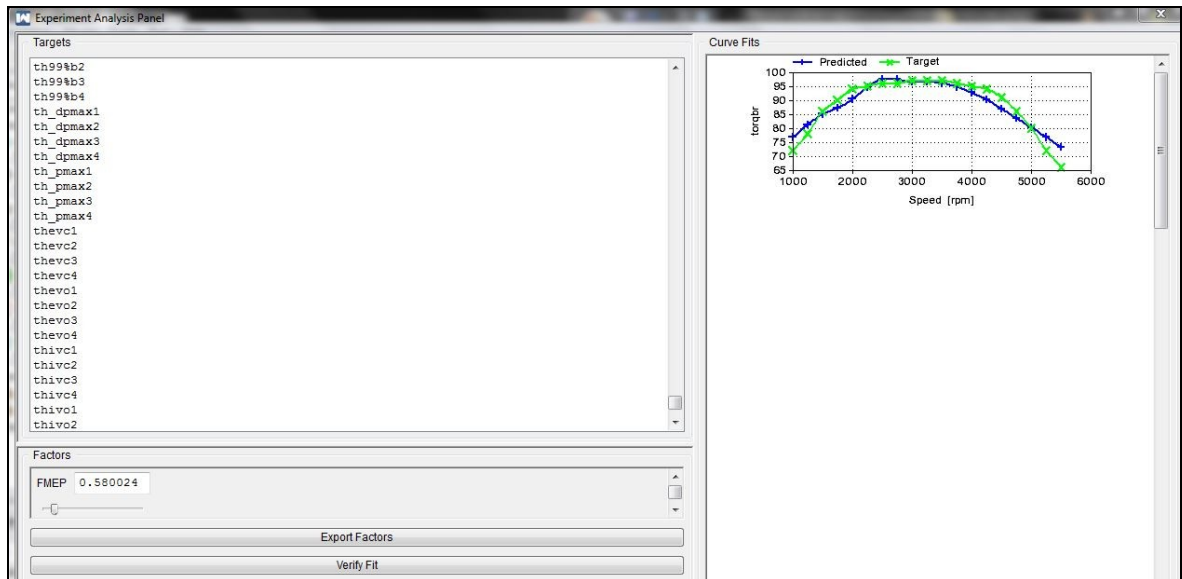 Experiment Analysis Panel
Targets
th99%b2
th99%b3
th99%b4
th_dpmax1
th_dpmax2
th_dpmax3
th_dpmax4
th_pmax1
th_pmax2
th_pmax3
th_pmax4
thevc1
thevc2
thevc3
thevc4
thevo1
thevo2
thevo3
thevo4
thivc1
thivc2
thivc3
thivc4
thivo1
thivo2
Factors
FMEP 0.580024
Export Factors
Verify Fit
Curve Fits
Predicted Target
100
95
90
85
80
75
70
65
torqbr
1000 2000 3000 4000 5000 6000
Speed [rpm]